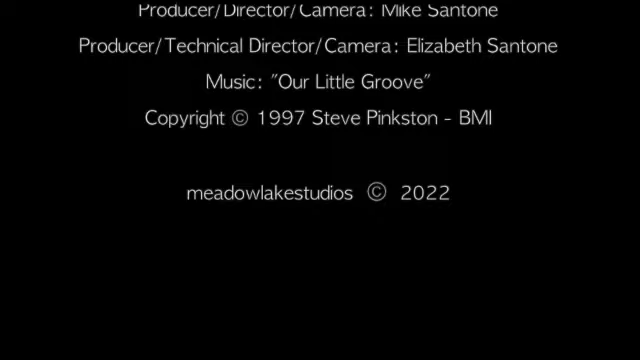 Producer/Director/Camera: Mike Santone
Producer/Technical Director/Camera: Elizabeth Santone
Music: "Our Little Groove"
Copyright © 1997 Steve Pinkston - BMI
meadowlakestudios © 2022